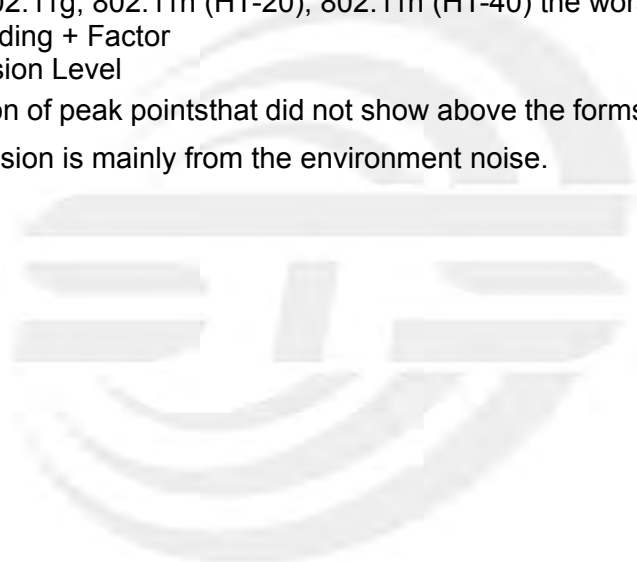 02.11g, 802.11n (HT-20), 802.11n (HT-40) the wor
ding + Factor
sion Level
on of peak pointsthat did not show above the forms
sion is mainly from the environment noise.